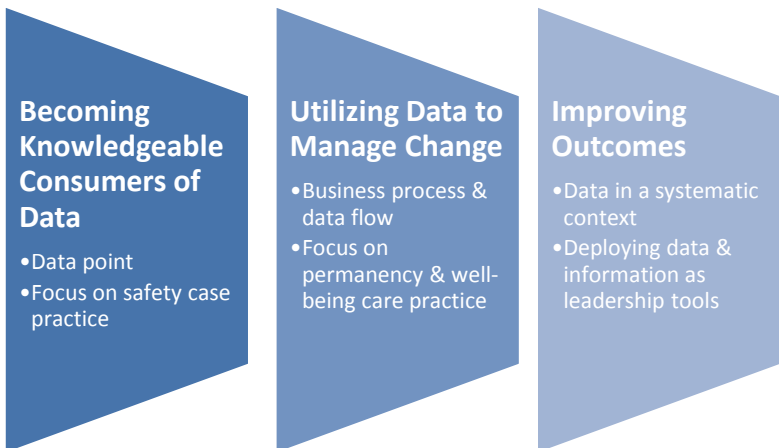 Becoming
Knowledgeable
Consumers of
Data
•Data point
•Focus on safety case
practice
Utilizing Data to
Manage Change
•Business process &
data flow
•Focus on
permanency & well-
being care practice
Improving
Outcomes
•Data in a systematic
context
•Deploying data &
information as
leadership tools